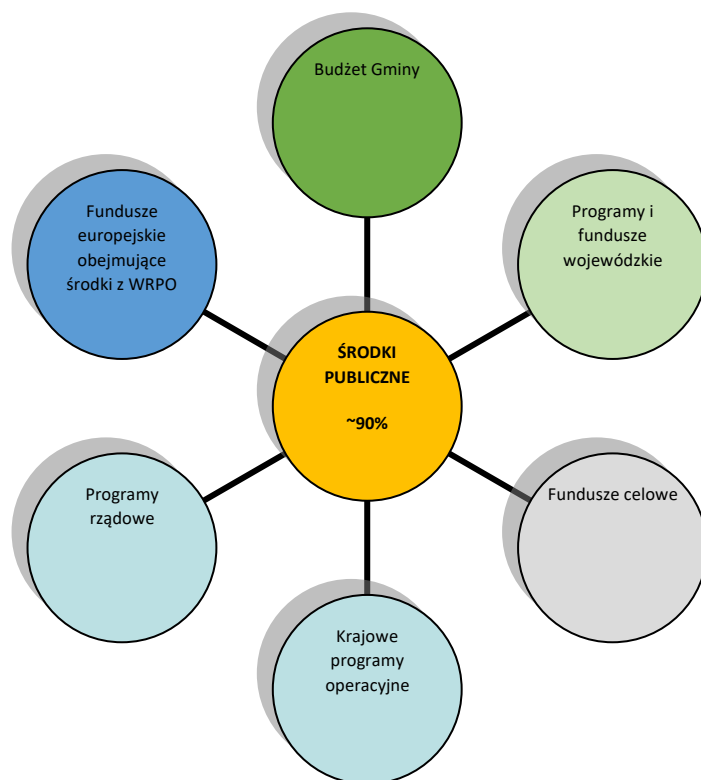 Budżet Gminy
Fundusze
europejskie
obejmujące
środki z WRPO
Programy i
fundusze
wojewódzkie
ŚRODKI
PUBLICZNE
~90%
Programy
rządowe
Fundusze celowe
Krajowe
programy
operacyjne